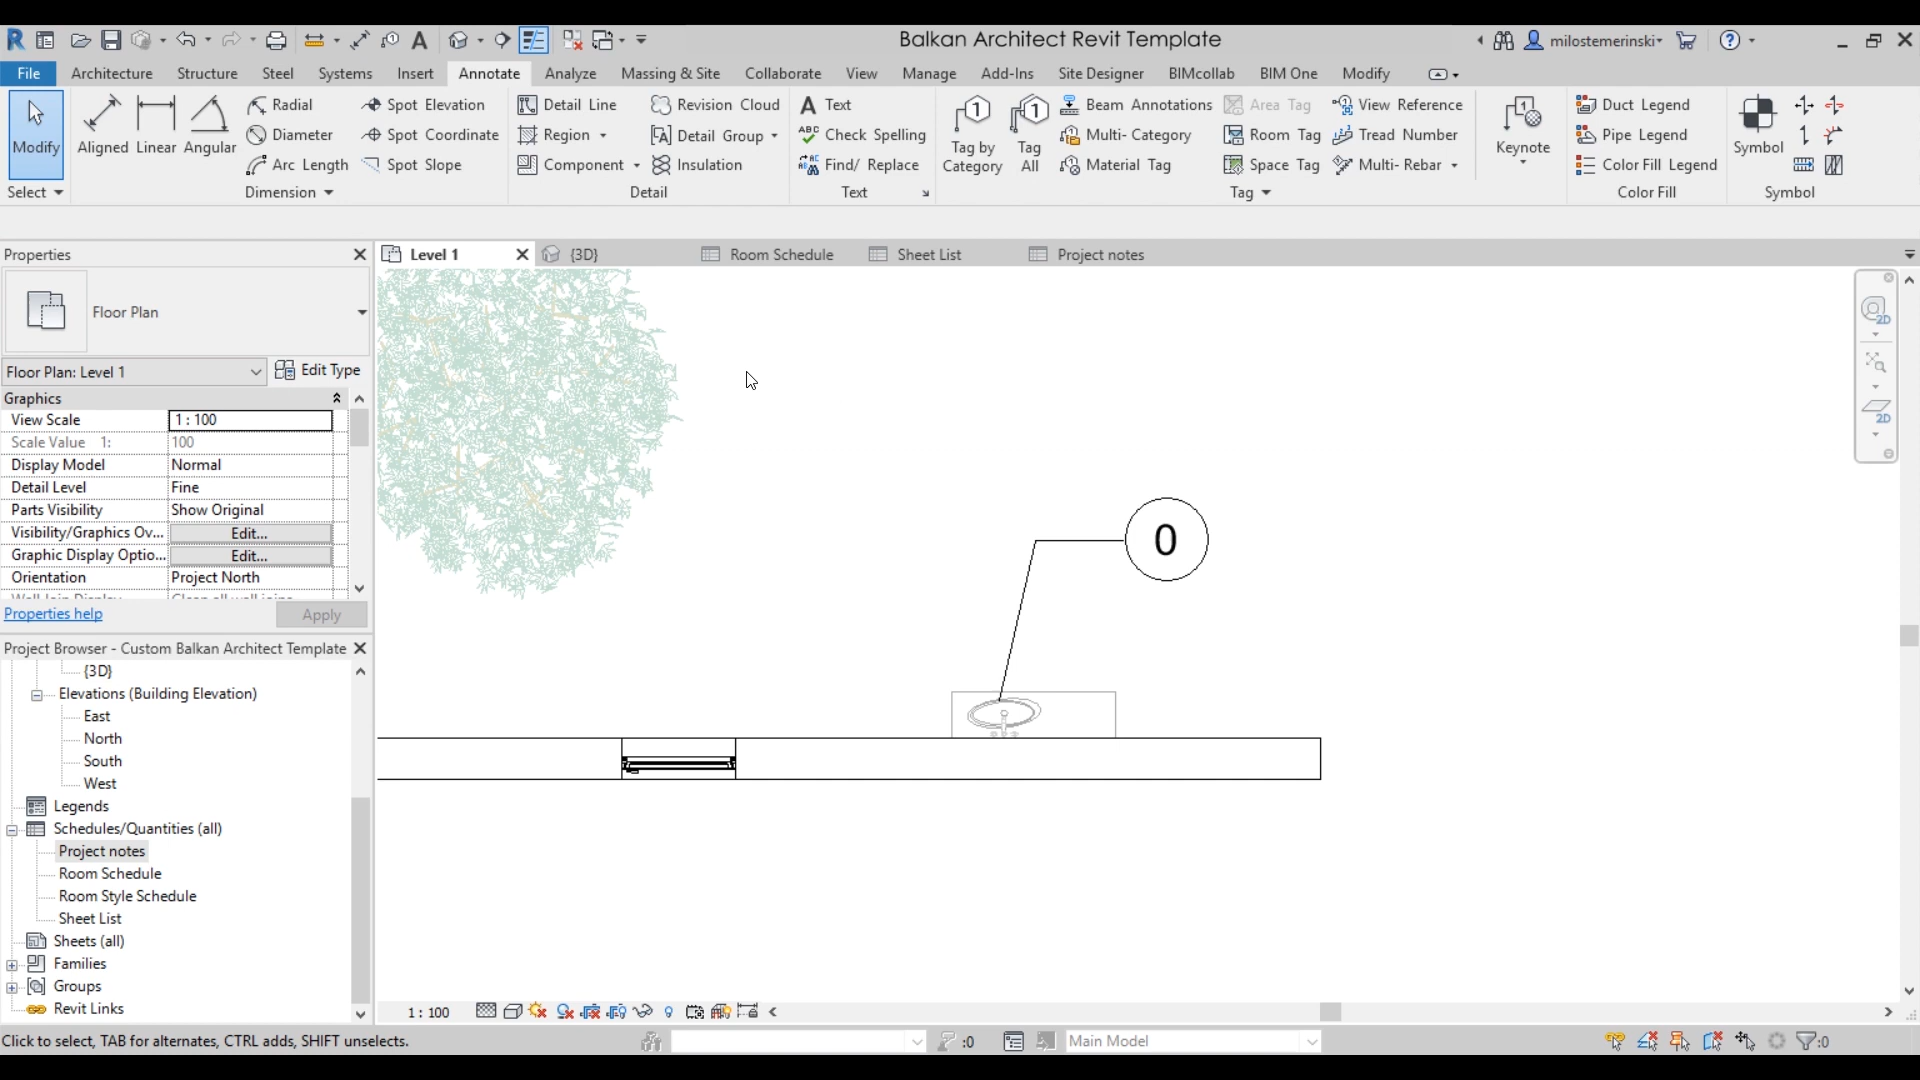 Balkan Architect Revit Template
milostemerinski
File
Architecture
Structure
Steel
Systems
Insert
Annotate
Analyze
Massing & Site
Collaborate
View
Manage
Add-Ins
Site Designer
BIMcollab
BIM One
Modify
Modify
Aligned
Linear
Angular
Radial
Diameter
Arc Length
Spot Elevation
Spot Coordinate
Spot Slope
Detail Line
Region
Component
Revision Cloud
Detail Group
Insulation
Text
Check Spelling
Find/ Replace
Tag by
Category
Tag
All
Beam Annotations
Multi- Category
Material Tag
Area Tag
Room Tag
Space Tag
View Reference
Tread Number
Multi- Rebar
Keynote
Duct Legend
Pipe Legend
Color Fill Legend
Symbol
Select
Dimension
Detail
Text
Tag
Color Fill
Symbol
Properties
Level 1
{3D}
Room Schedule
Sheet List
Project notes
Floor Plan
Floor Plan: Level 1
Edit Type
Graphics
View Scale 1 : 100
Scale Value 1: 100
Display Model Normal
Detail Level Fine
Parts Visibility Show Original
Visibility/Graphics Ov... Edit...
Graphic Display Optio... Edit...
Orientation Project North
Properties help
Apply
Project Browser - Custom Balkan Architect Template
{3D}
Elevations (Building Elevation)
East
North
South
West
Legends
Schedules/Quantities (all)
Project notes
Room Schedule
Room Style Schedule
Sheet List
Sheets (all)
Families
Groups
Revit Links
0
2D
2D
1 : 100
Click to select, TAB for alternates, CTRL adds, SHIFT unselects.
:0
Main Model
:0